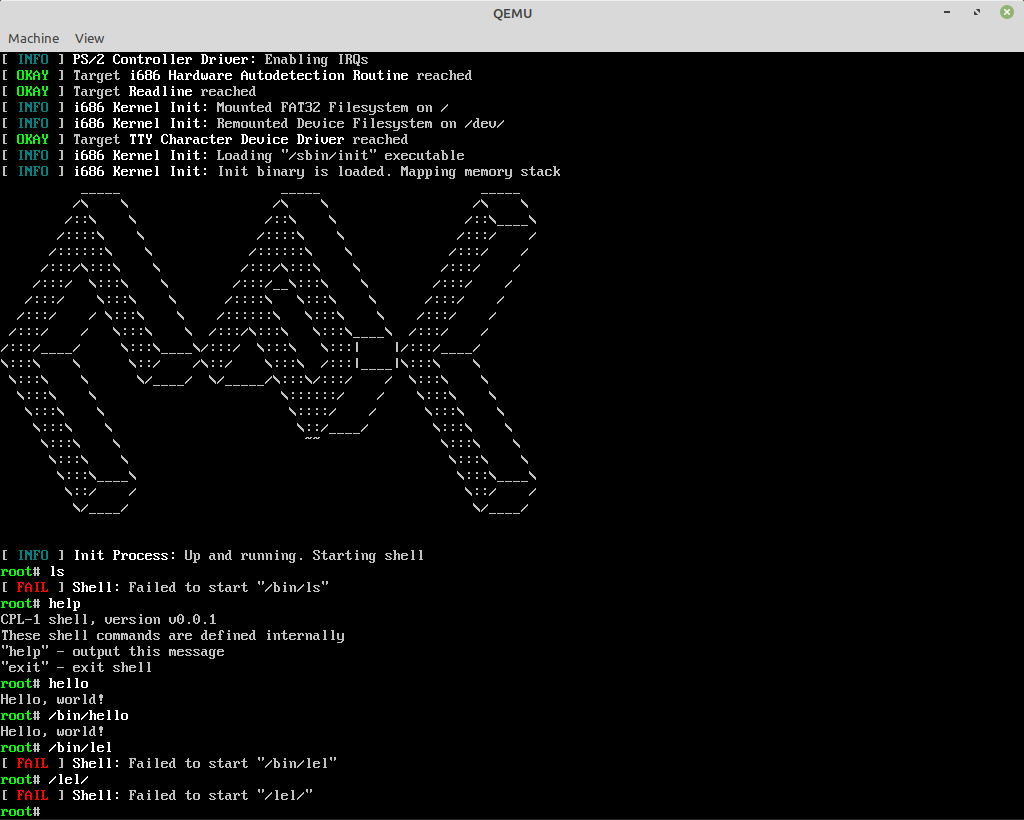 QEMU
Machine View
[ INFO ] PS/2 Controller Driver: Enabling IRQs
[ OKAY ] Target i686 Hardware Autodetection Routine reached
[ OKAY ] Target Readline reached
[ INFO ] i686 Kernel Init: Mounted FAT32 Filesystem on /
[ INFO ] i686 Kernel Init: Remounted Device Filesystem on /dev/
[ OKAY ] Target TTY Character Device Driver reached
[ INFO ] i686 Kernel Init: Loading "/sbin/init" executable
[ INFO ] i686 Kernel Init: Init binary is loaded. Mapping memory stack
[ INFO ] Init Process: Up and running. Starting shell
root# ls
[ FAIL ] Shell: Failed to start "/bin/ls"
root# help
CPL-1 shell, version v0.0.1
These shell commands are defined internally
"help" - output this message
"exit" - exit shell
root# hello
Hello, world!
root# /bin/hello
Hello, world!
root# /bin/lel
[ FAIL ] Shell: Failed to start "/bin/lel"
root# /lel/
[ FAIL ] Shell: Failed to start "/lel/"
root#